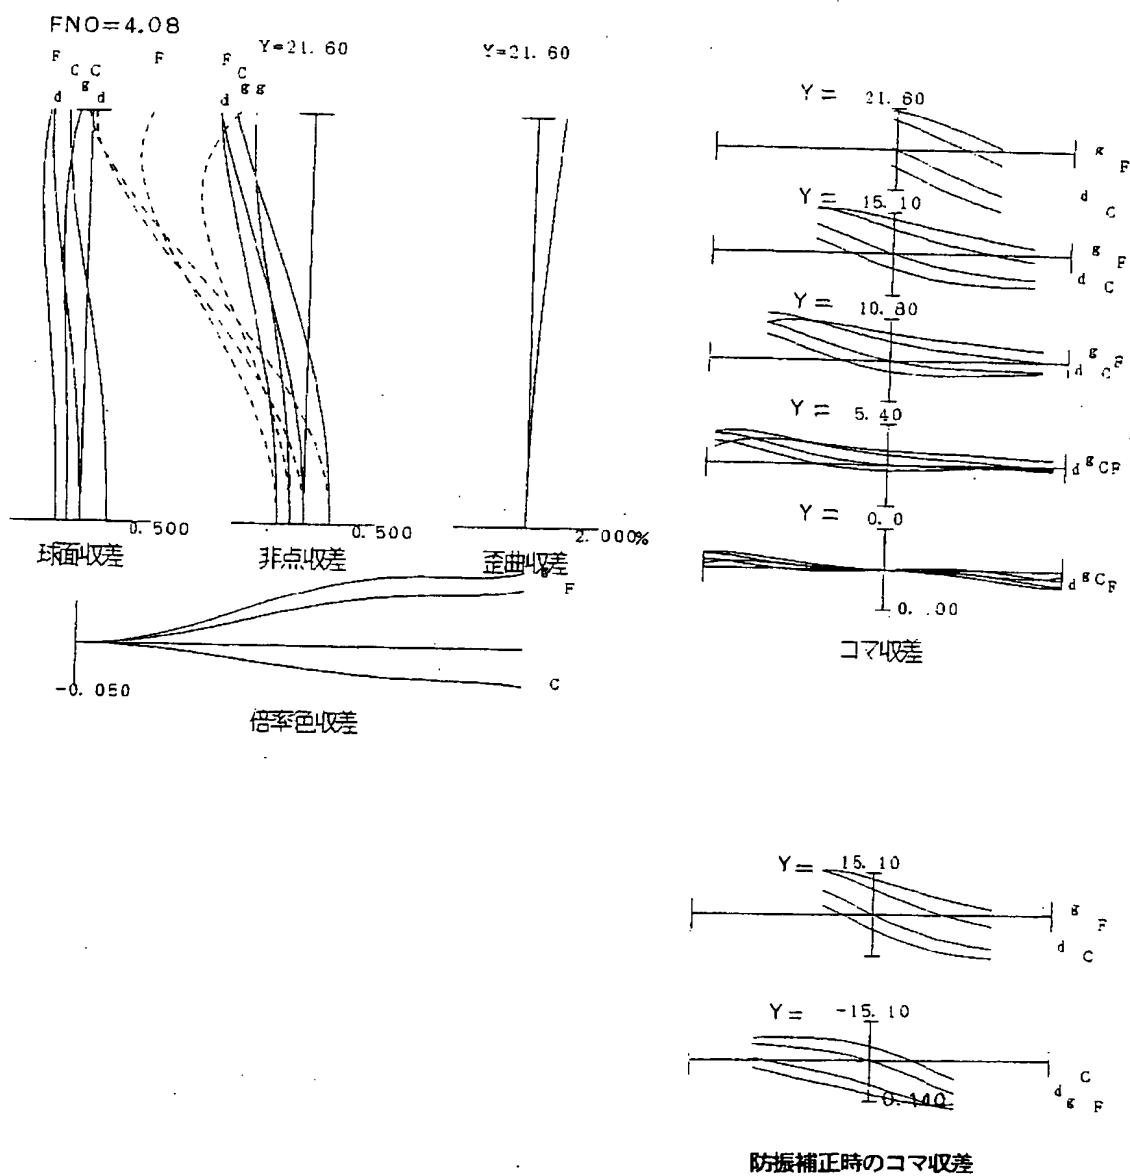 FNO=4.08
F C g C
d d
F
Y=21.60
F C g g
d
Y=21.60
0.500
球面収差
0.500
非点収差
2.000%
歪曲収差
g
F
C
-0.050
倍率色収差
Y= 21.60
g F
d C
Y= 15.10
g F
d C
Y= 10.80
g F
d C
Y= 5.40
d g C F
Y= 0.0
d g C F
コマ収差
Y= 15.10
g F
d C
Y= -15.10
C
d g F
0.140
防振補正時のコマ収差